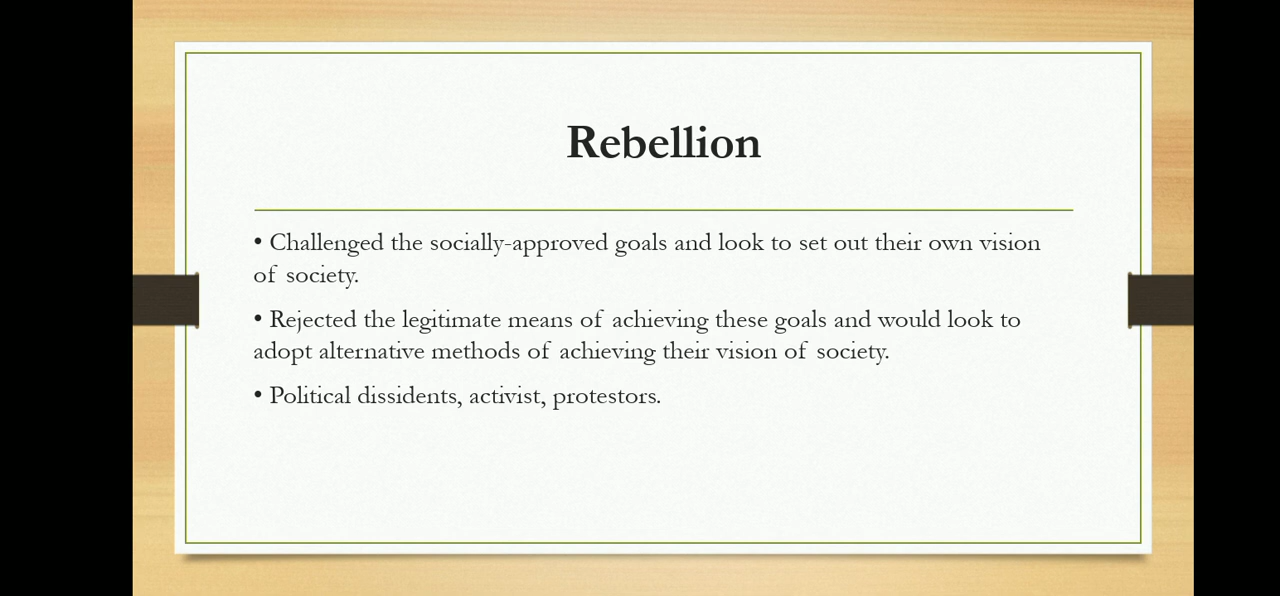 Rebellion
• Challenged the socially-approved goals and look to set out their own vision
of society.
• Rejected the legitimate means of achieving these goals and would look to
adopt alternative methods of achieving their vision of society.
• Political dissidents, activist, protestors.